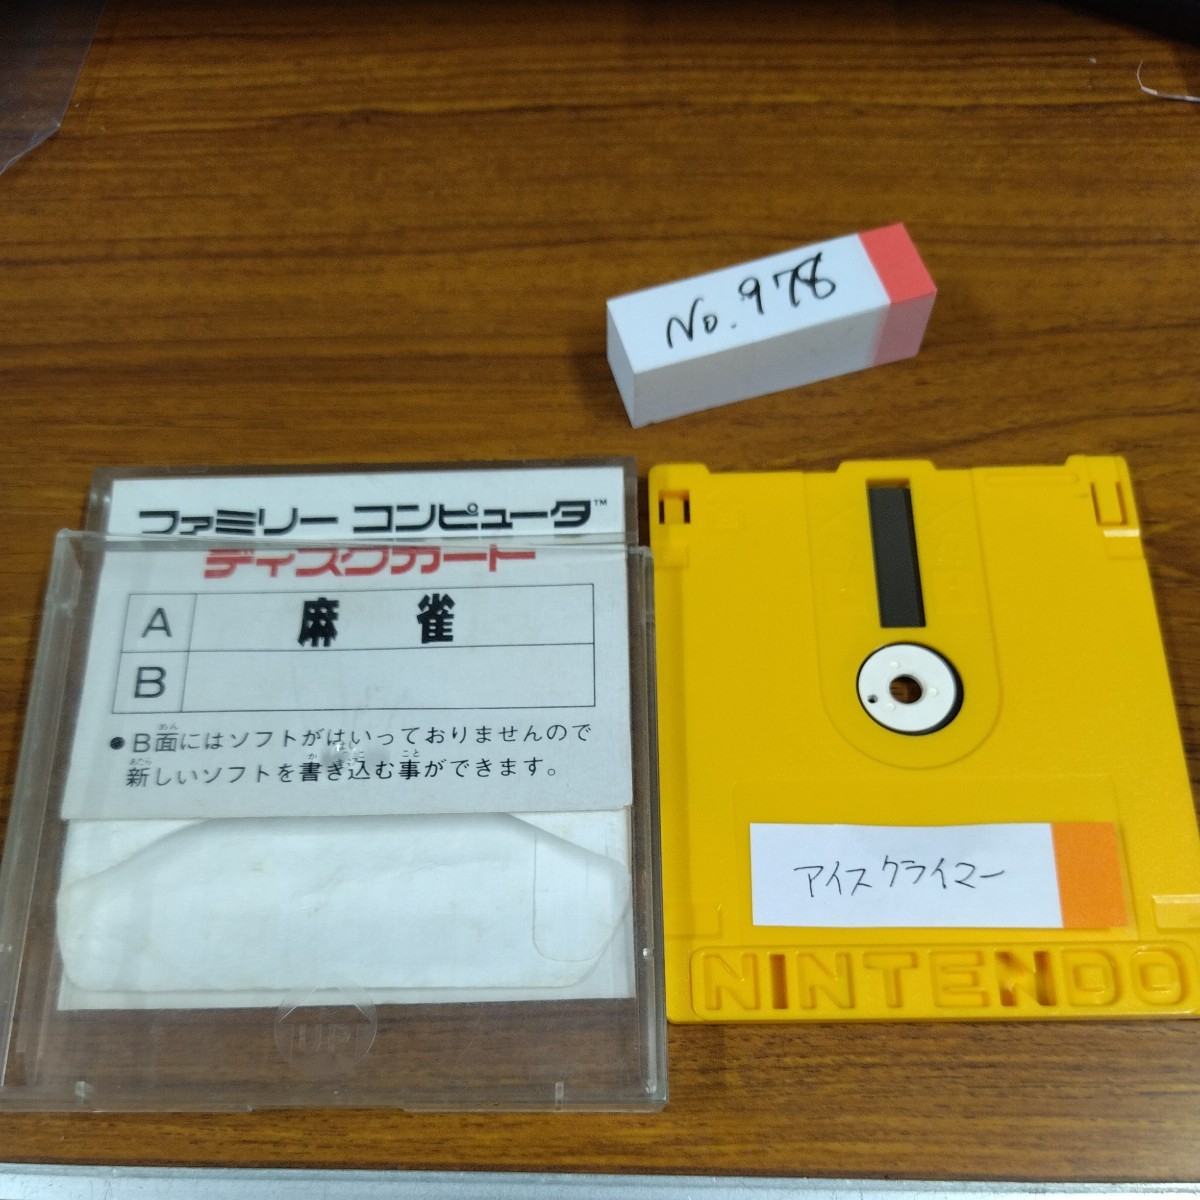 No.978
ファミリー コンピュータ™
ディスクカード
A 麻雀
B
●B面にはソフトがはいっておりませんので
新しいソフトを書き込む事ができます。
UP
アイスクライマー
NINTENDO